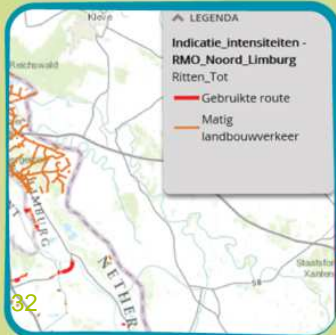 Kleve
LEGENDA
Indicatie_intensiteiten -
RMO_Noord_Limburg
Ritten_Tot
Gebruikte route
Matig
landbouwverkeer
Reichswald
LIMBURG
NETHER
Staatsfor
Xanten
58
32